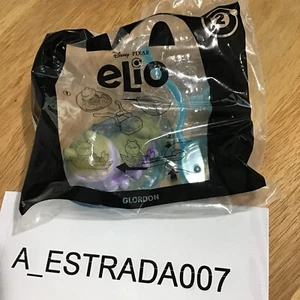 2
Disney PIXAR
elio
GLORDON
A_ESTRADA007